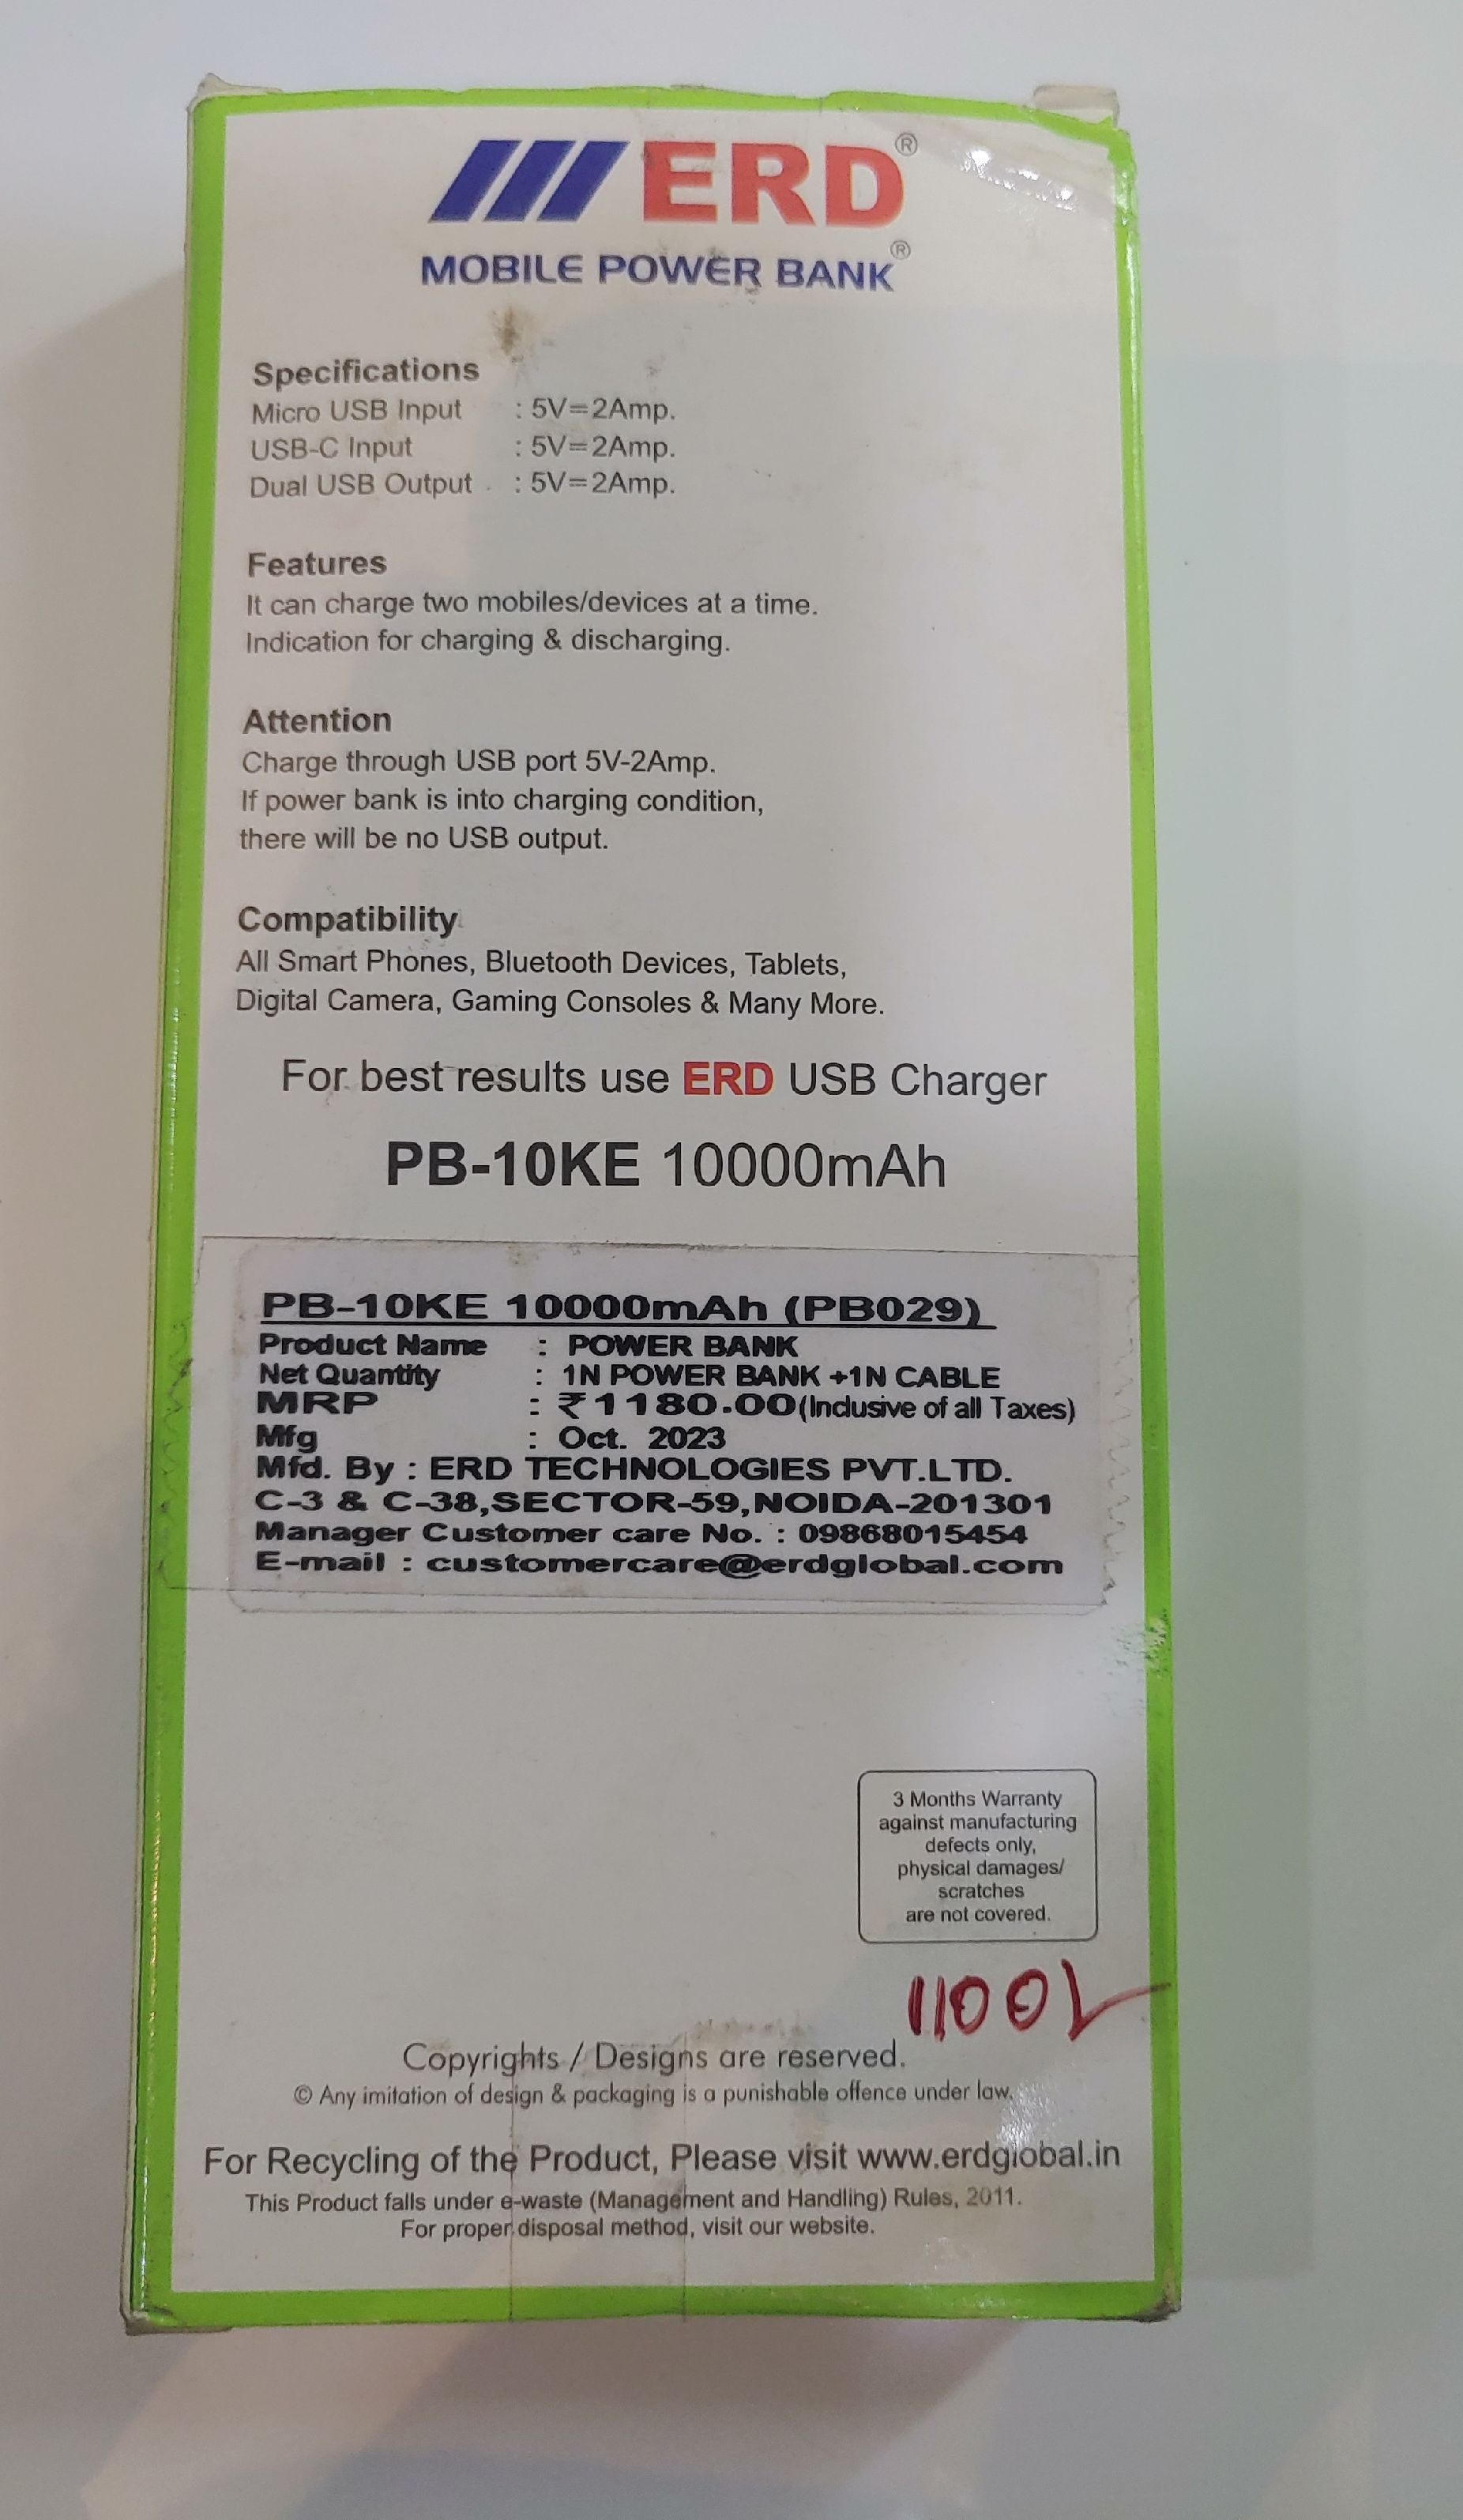 ERD®
MOBILE POWER BANK®
Specifications
Micro USB Input : 5V=2Amp.
USB-C Input : 5V=2Amp.
Dual USB Output : 5V=2Amp.
Features
It can charge two mobiles/devices at a time.
Indication for charging & discharging.
Attention
Charge through USB port 5V-2Amp.
If power bank is into charging condition,
there will be no USB output.
Compatibility
All Smart Phones, Bluetooth Devices, Tablets,
Digital Camera, Gaming Consoles & Many More.
For best results use ERD USB Charger
PB-10KE 10000mAh
PB-10KE 10000mAh (PB029)
Product Name : POWER BANK
Net Quantity : 1N POWER BANK +1N CABLE
MRP : ₹1180.00(Inclusive of all Taxes)
Mfg : Oct. 2023
Mfd. By : ERD TECHNOLOGIES PVT.LTD.
C-3 & C-38,SECTOR-59,NOIDA-201301
Manager Customer care No. : 09868015454
E-mail : customercare@erdglobal.com
3 Months Warranty
against manufacturing
defects only,
physical damages/
scratches
are not covered.
Copyrights / Designs are reserved.
© Any imitation of design & packaging is a punishable offence under law.
For Recycling of the Product, Please visit www.erdglobal.in
This Product falls under e-waste (Management and Handling) Rules, 2011.
For proper disposal method, visit our website.